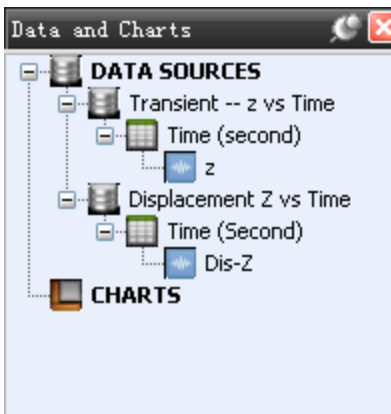 Data and Charts
DATA SOURCES
Transient -- z vs Time
Time (second)
z
Displacement Z vs Time
Time (Second)
Dis-Z
CHARTS